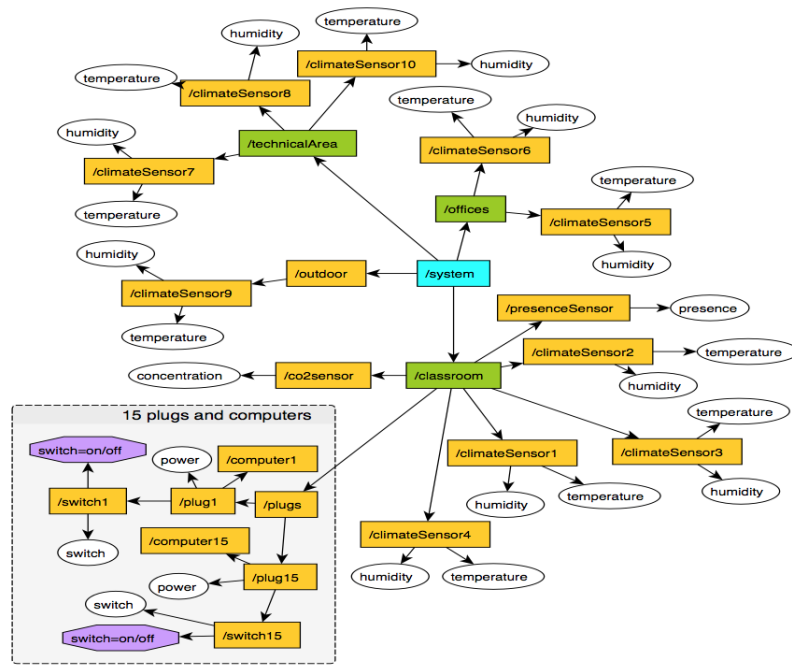 temperature
humidity
/climateSensor10
humidity
temperature
/climateSensor8
temperature
humidity
/climateSensor6
humidity
/technicalArea
/climateSensor7
temperature
temperature
/offices
/climateSensor5
humidity
humidity
/outdoor
/system
/climateSensor9
temperature
/presenceSensor
presence
/climateSensor2
temperature
concentration
/co2sensor
/classroom
humidity
15 plugs and computers
temperature
switch=on/off
power
/computer1
/climateSensor1
/climateSensor3
/switch1
/plug1
/plugs
humidity
temperature
humidity
switch
/computer15
/climateSensor4
power
/plug15
humidity
temperature
switch
switch=on/off
/switch15